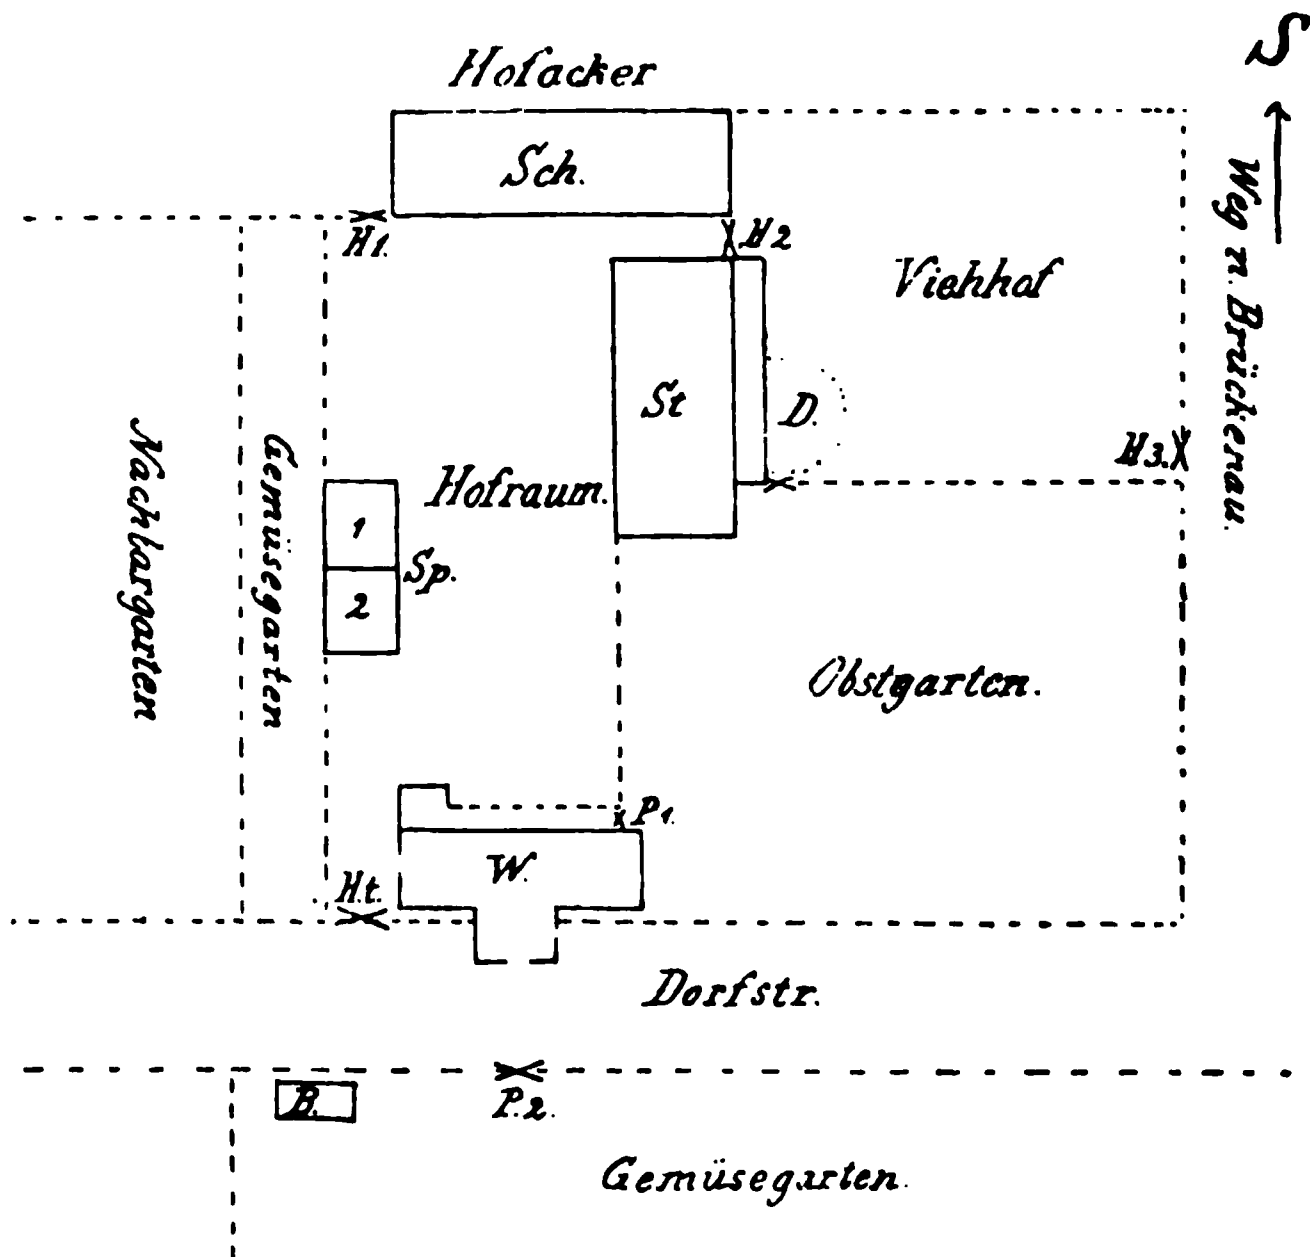 S
Hofacker
Sch.
H1.
H2
Weg n. Brückenau.
Viehhof
St
D.
H3.
Nachbargarten
Gemüsegarten
Hofraum.
1
Sp.
2
Obstgarten.
P1.
W.
H.t.
Dorfstr.
B.
P.2.
Gemüsegarten.